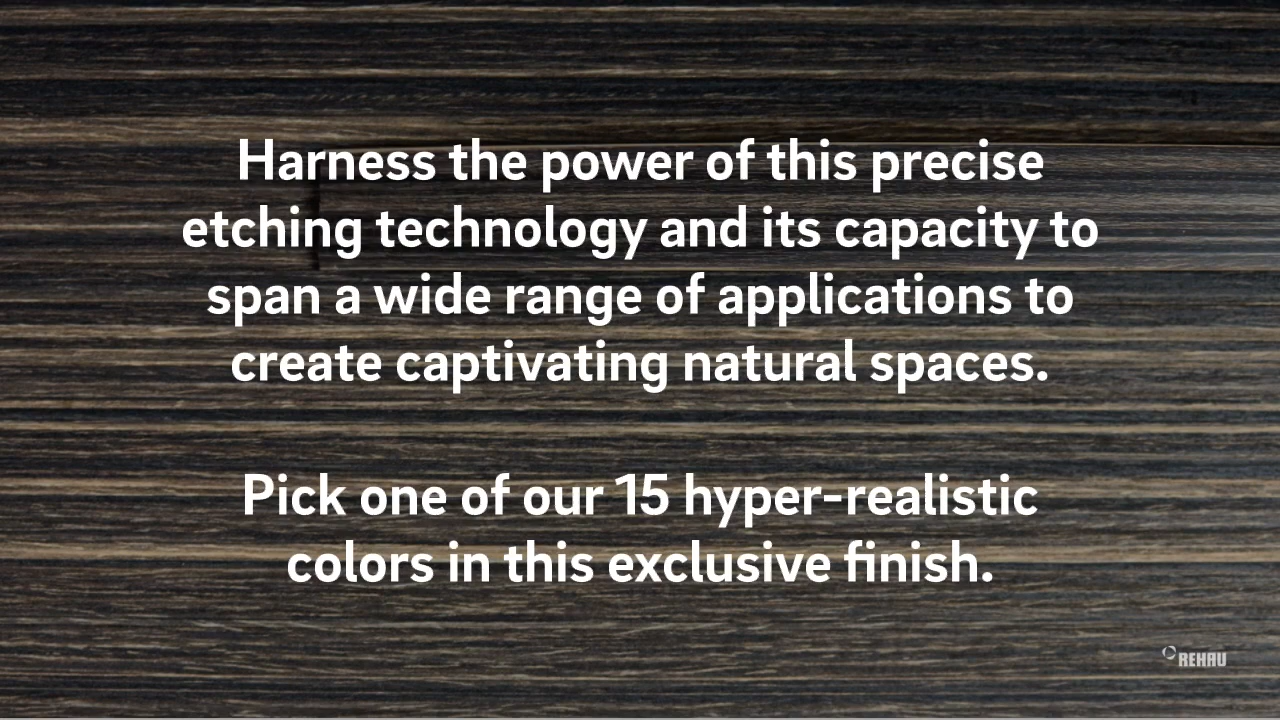 Harness the power of this precise
etching technology and its capacity to
span a wide range of applications to
create captivating natural spaces.
Pick one of our 15 hyper-realistic
colors in this exclusive finish.
REHAU